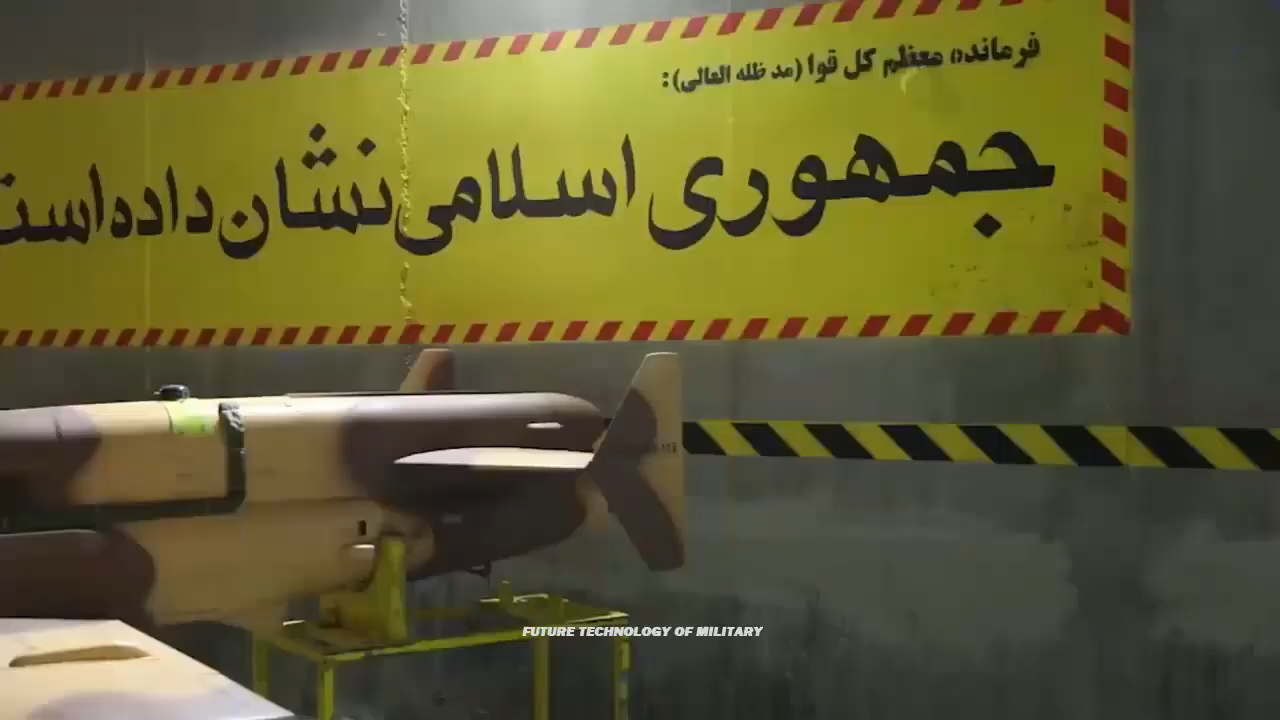 فرمانده معظم کل قوا (مد ظله العالی):
جمهوری اسلامی نشان داده است
FUTURE TECHNOLOGY OF MILITARY